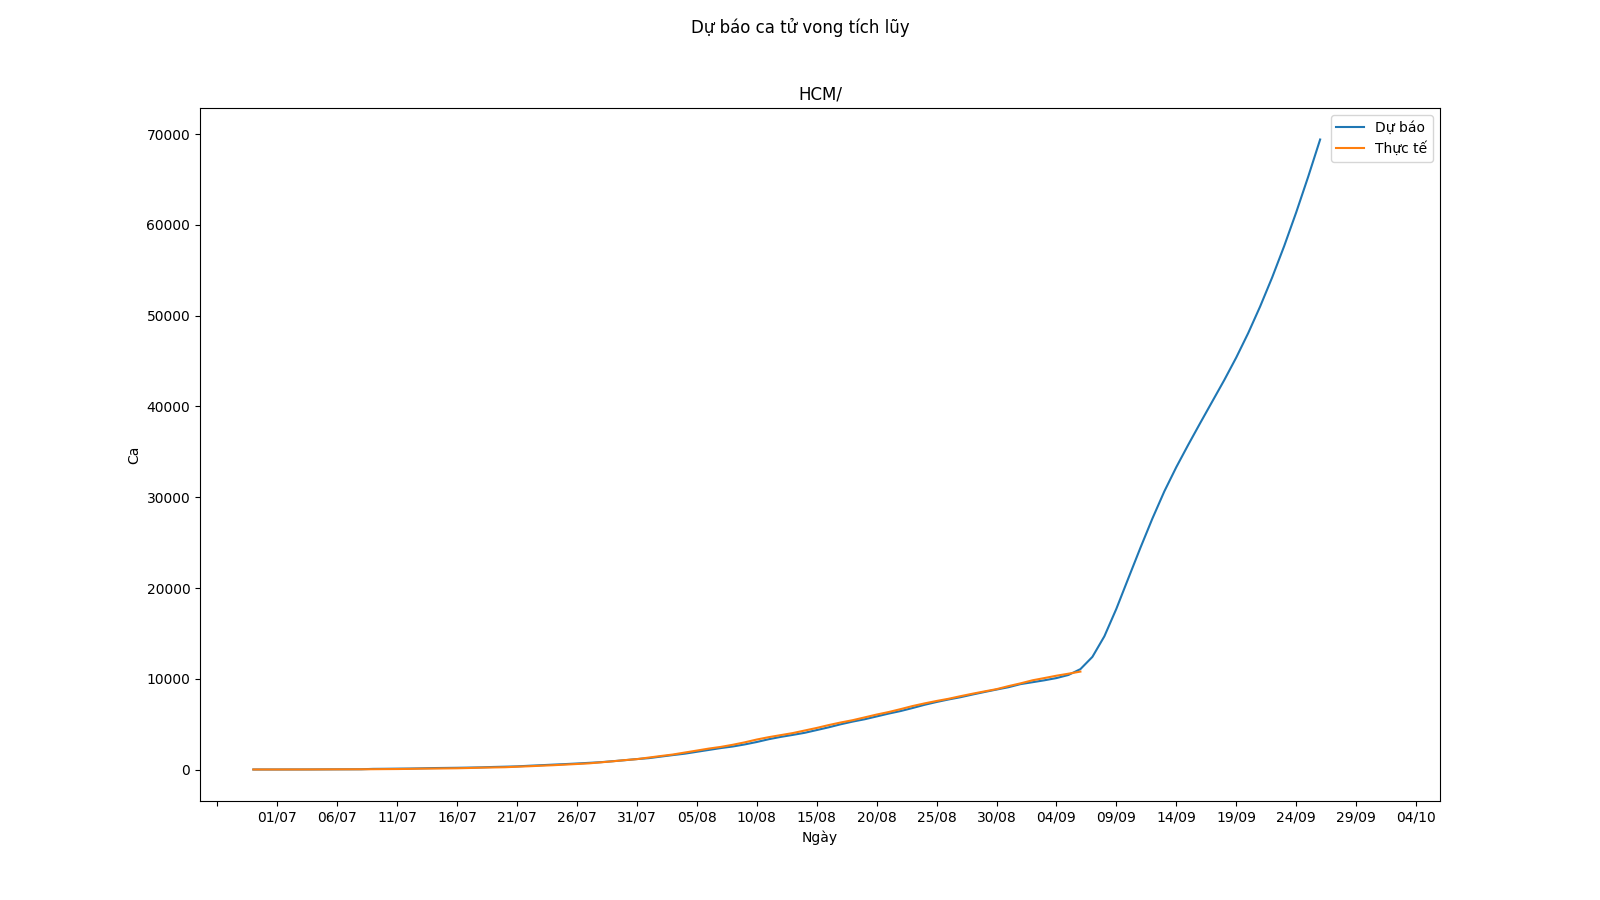 Dự báo ca tử vong tích lũy
HCM/
Dự báo
Thực tế
70000
60000
50000
40000
30000
20000
10000
0
Ca
01/07 06/07 11/07 16/07 21/07 26/07 31/07 05/08 10/08 15/08 20/08 25/08 30/08 04/09 09/09 14/09 19/09 24/09 29/09 04/10
Ngày